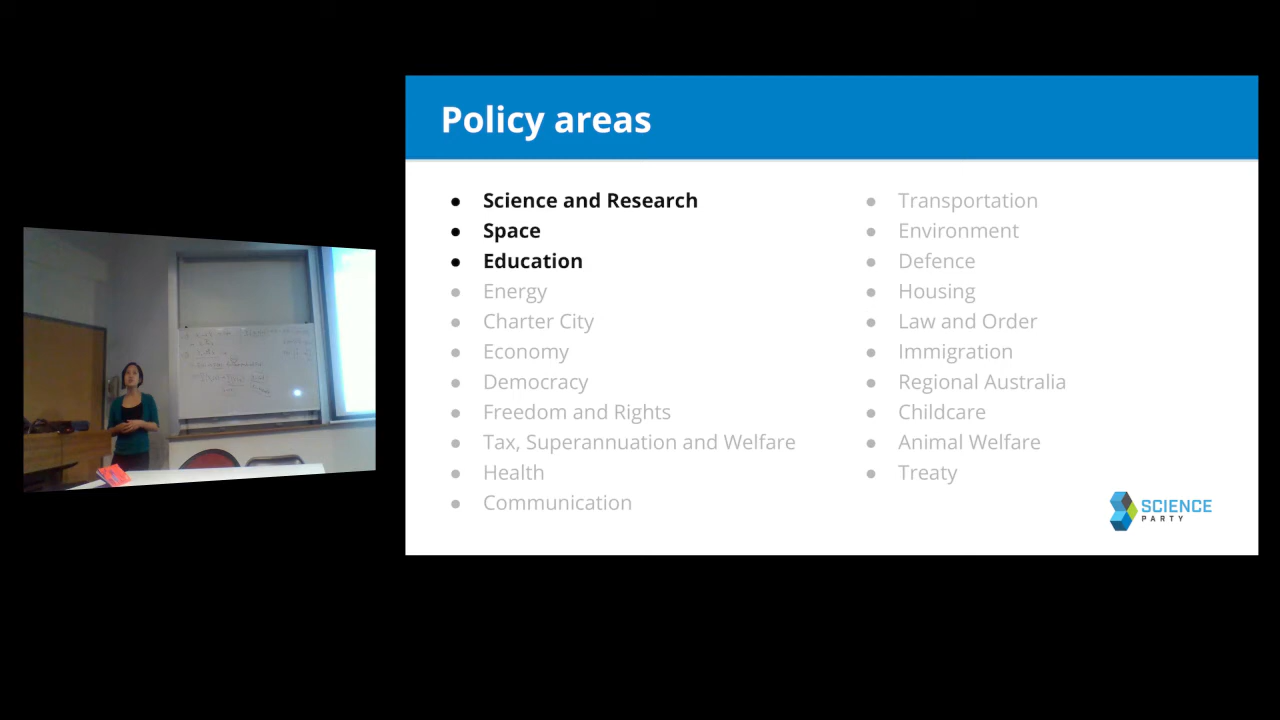 Policy areas
Science and Research
Space
Education
Energy
Charter City
Economy
Democracy
Freedom and Rights
Tax, Superannuation and Welfare
Health
Communication
Transportation
Environment
Defence
Housing
Law and Order
Immigration
Regional Australia
Childcare
Animal Welfare
Treaty
SCIENCE
PARTY